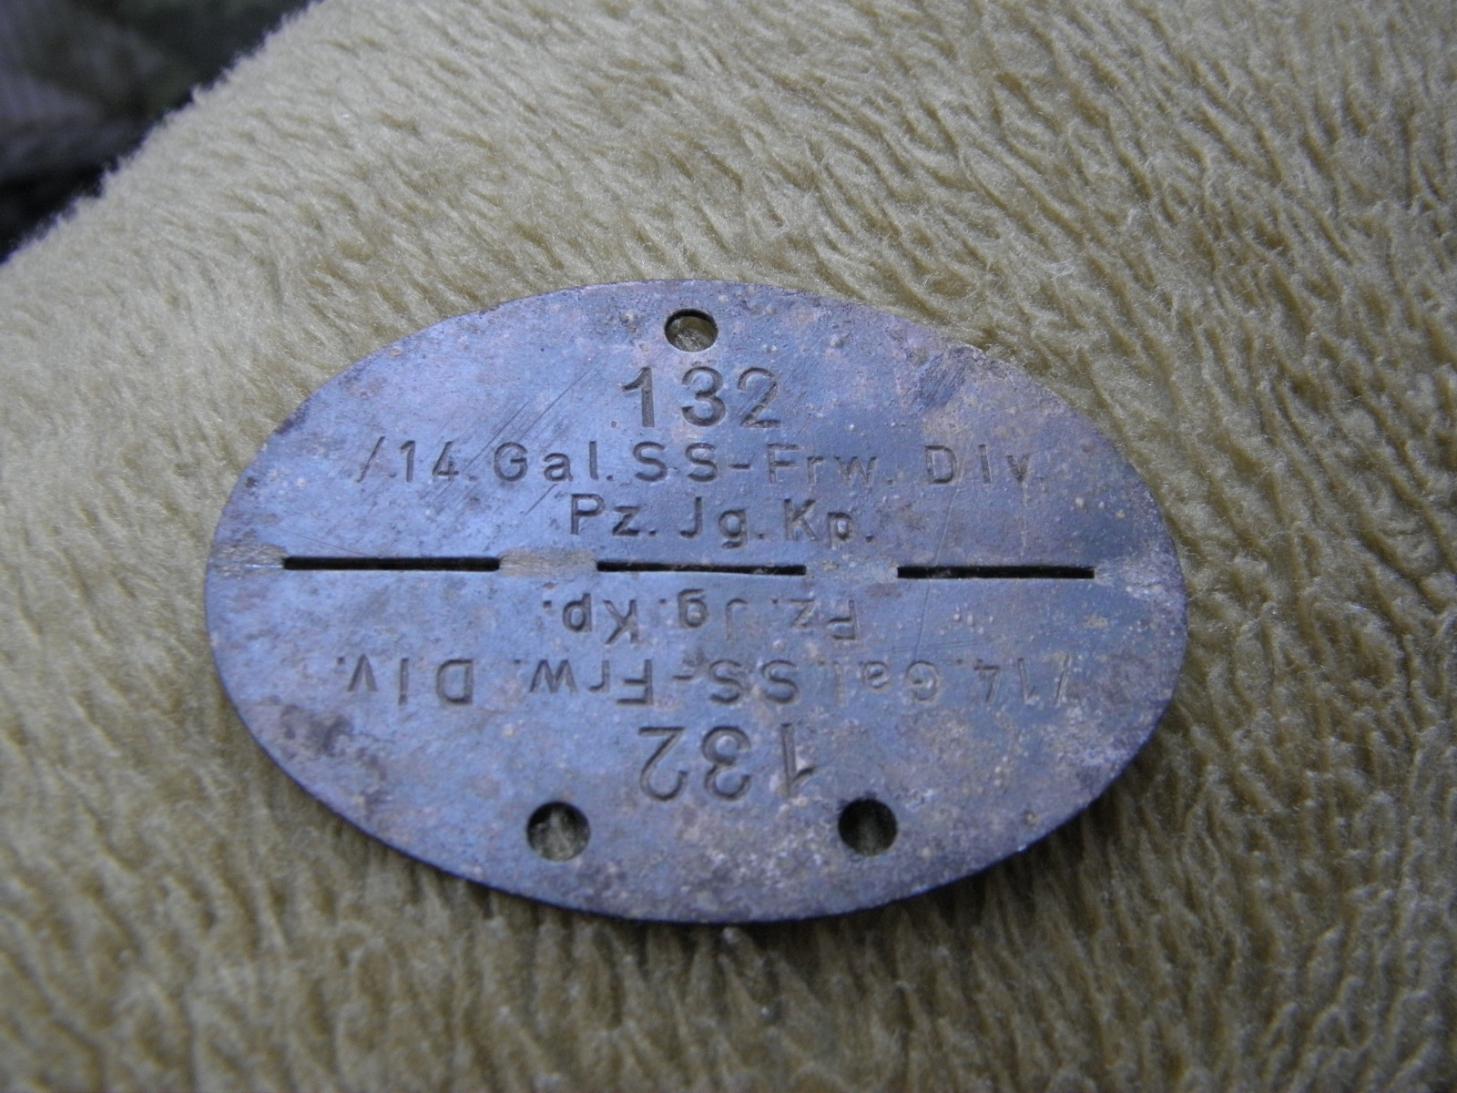 132
/14.Gal.SS-Frw. Div.
Pz.Jg.Kp.
Pz.Jg.Kp.
/14.Gal.SS-Frw. Div.
132